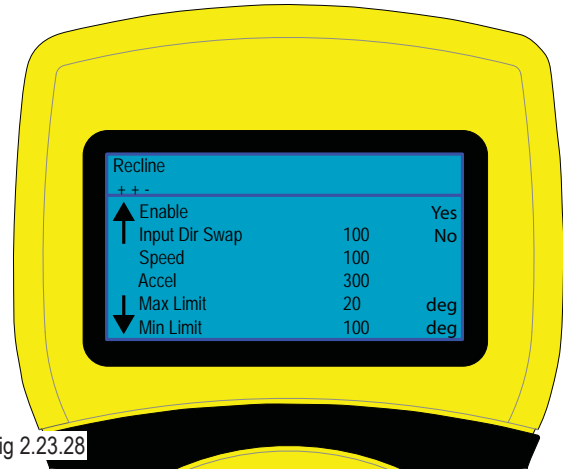 Recline
+ + -
Enable Yes
Input Dir Swap 100 No
Speed 100
Accel 300
Max Limit 20 deg
Min Limit 100 deg
ig 2.23.28